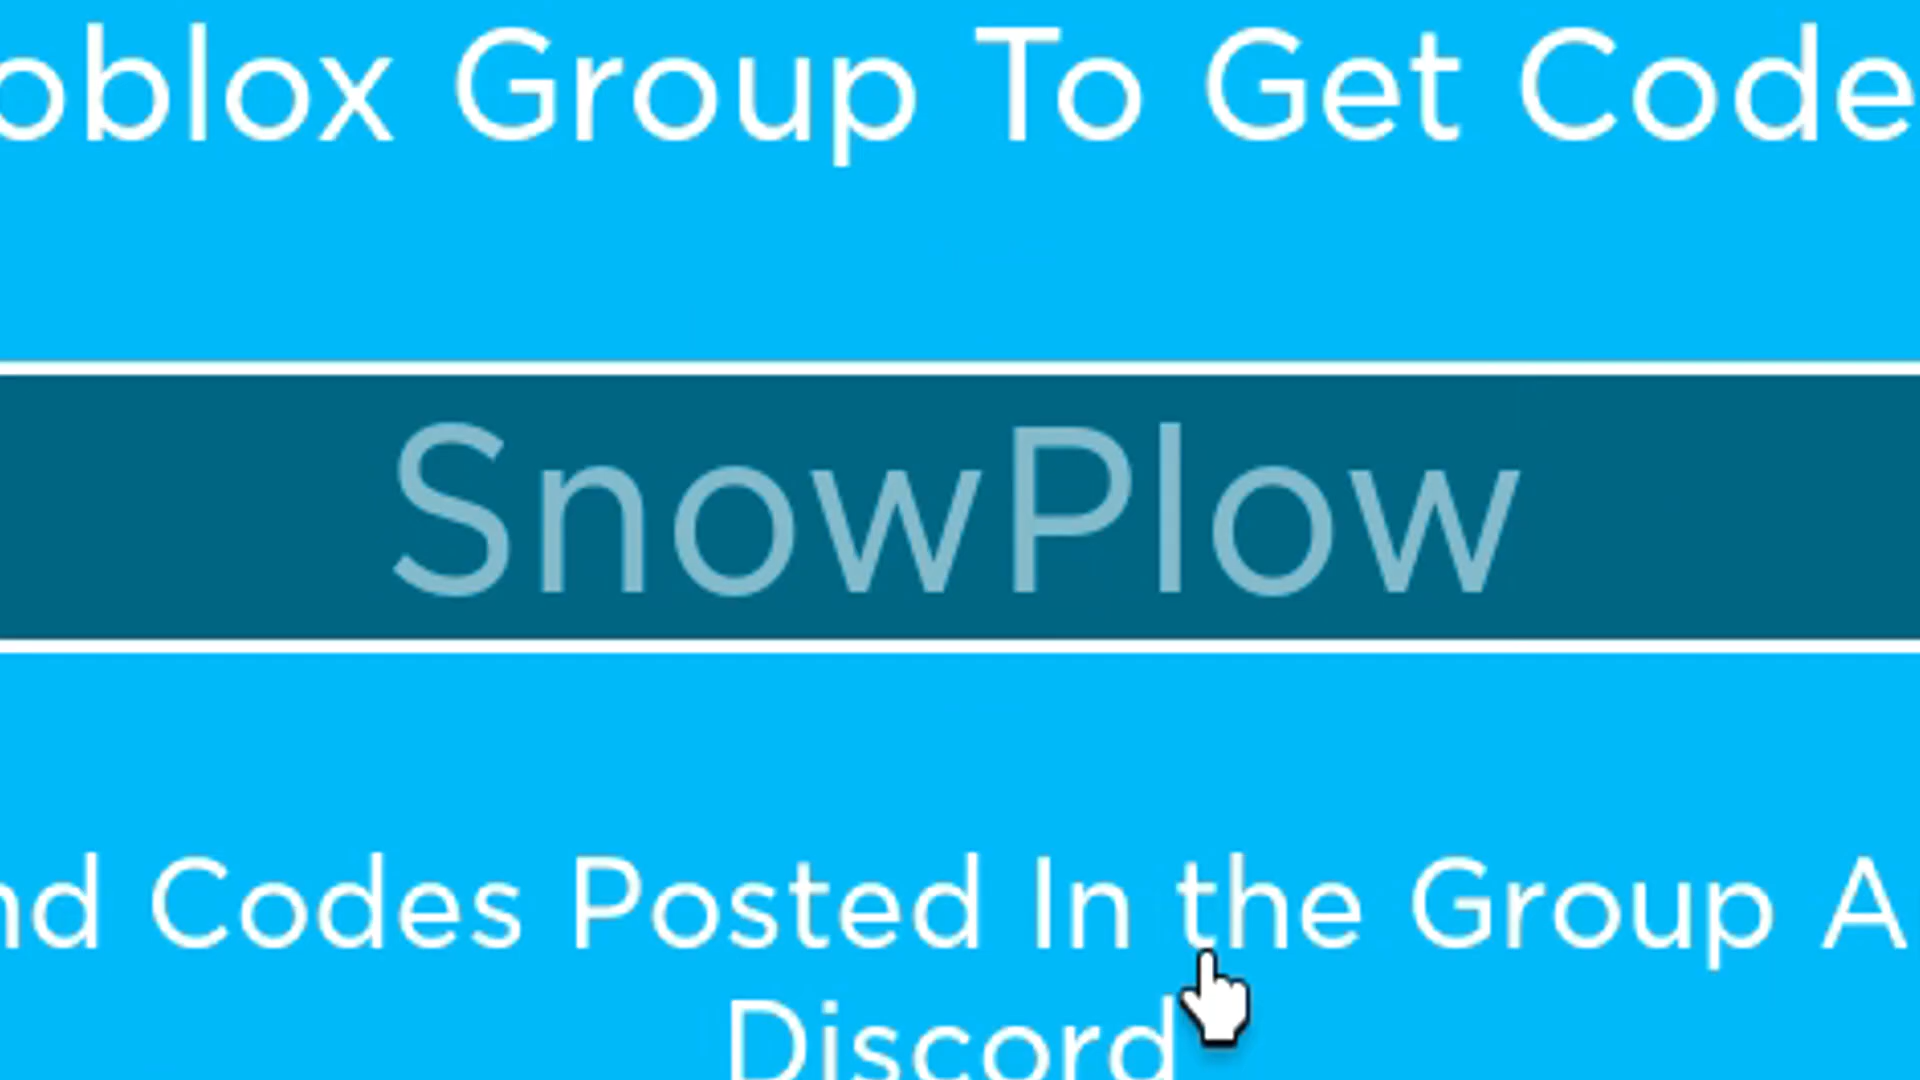 oblox Group To Get Code
SnowPlow
nd Codes Posted In the Group A
Discord